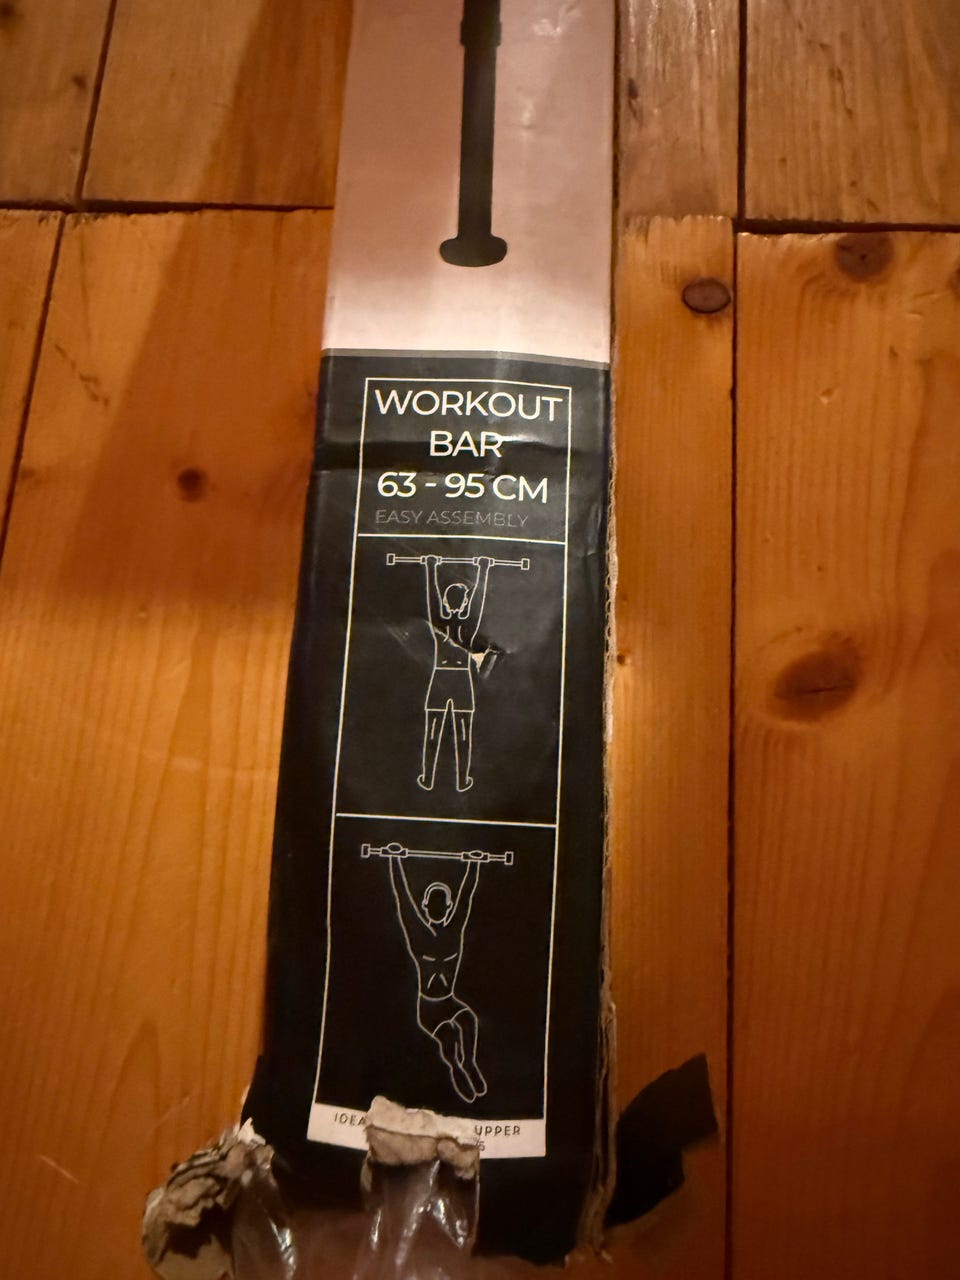 WORKOUT
BAR
63 - 95 CM
EASY ASSEMBLY
UPPER